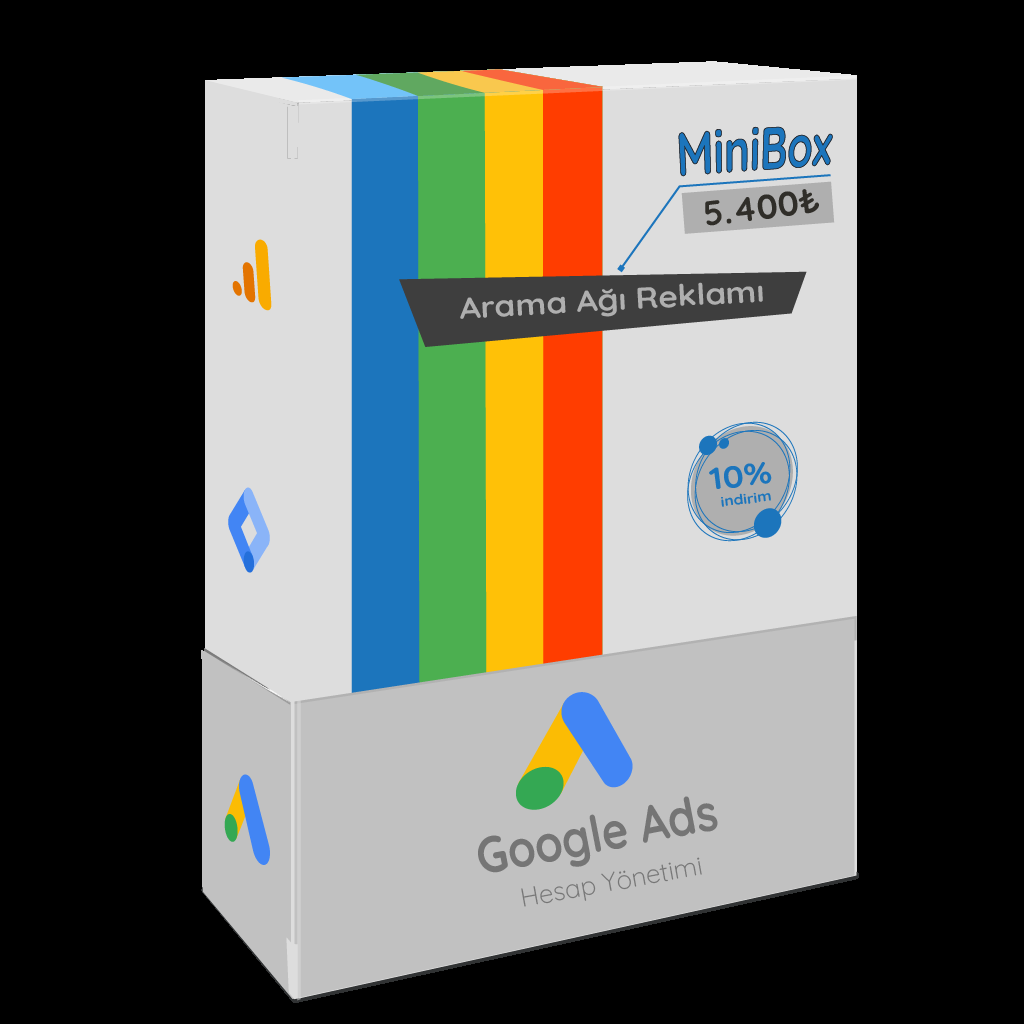 MiniBox
5.400₺
Arama Ağı Reklamı
10%
indirim
Google Ads
Hesap Yönetimi